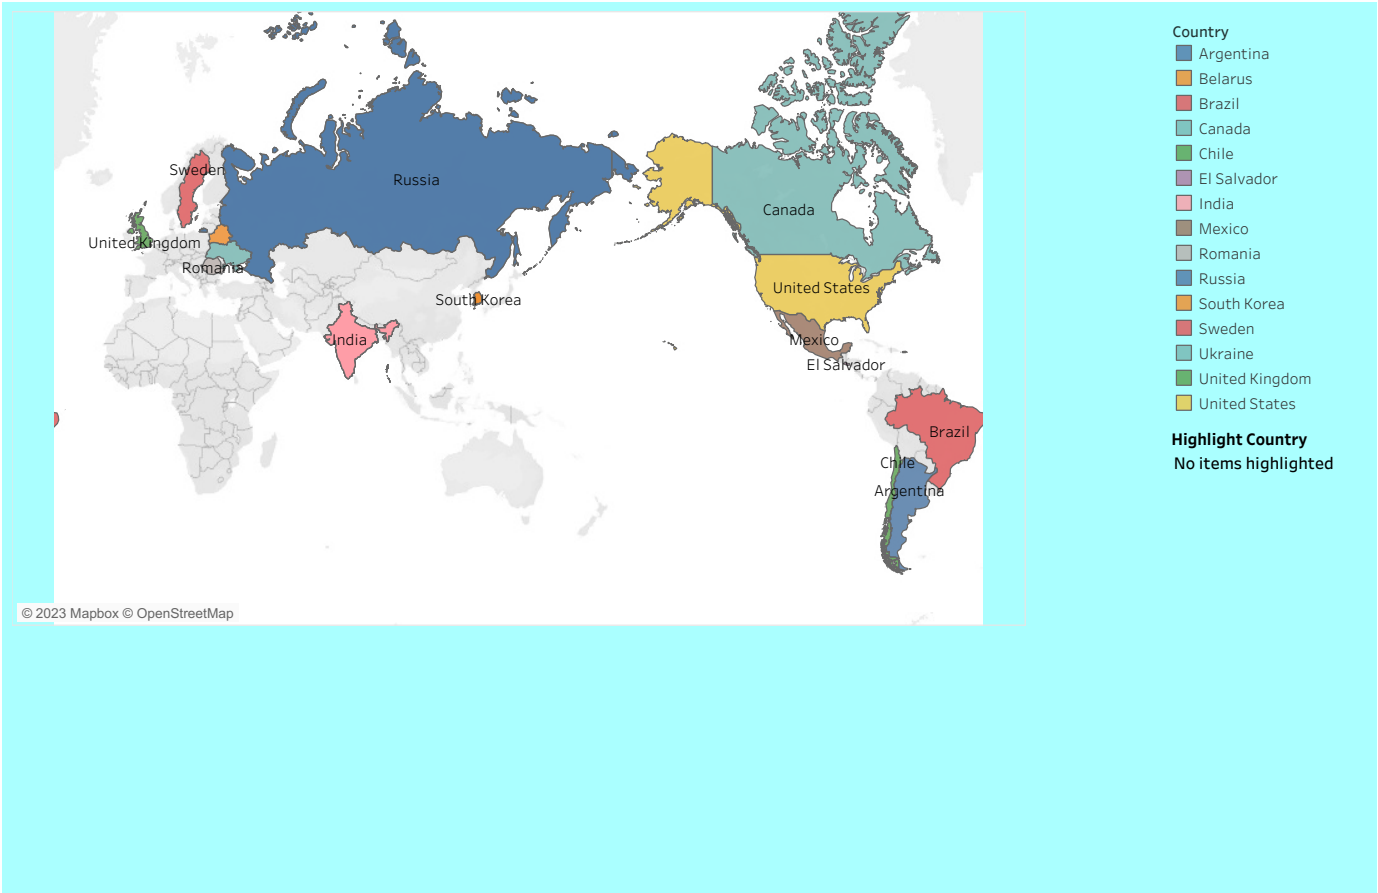 Sweden
Russia
Canada
United Kingdom
Romania
United States
South Korea
India
Mexico
El Salvador
Brazil
Chile
Argentina
© 2023 Mapbox © OpenStreetMap
Country
Argentina
Belarus
Brazil
Canada
Chile
El Salvador
India
Mexico
Romania
Russia
South Korea
Sweden
Ukraine
United Kingdom
United States
Highlight Country
No items highlighted